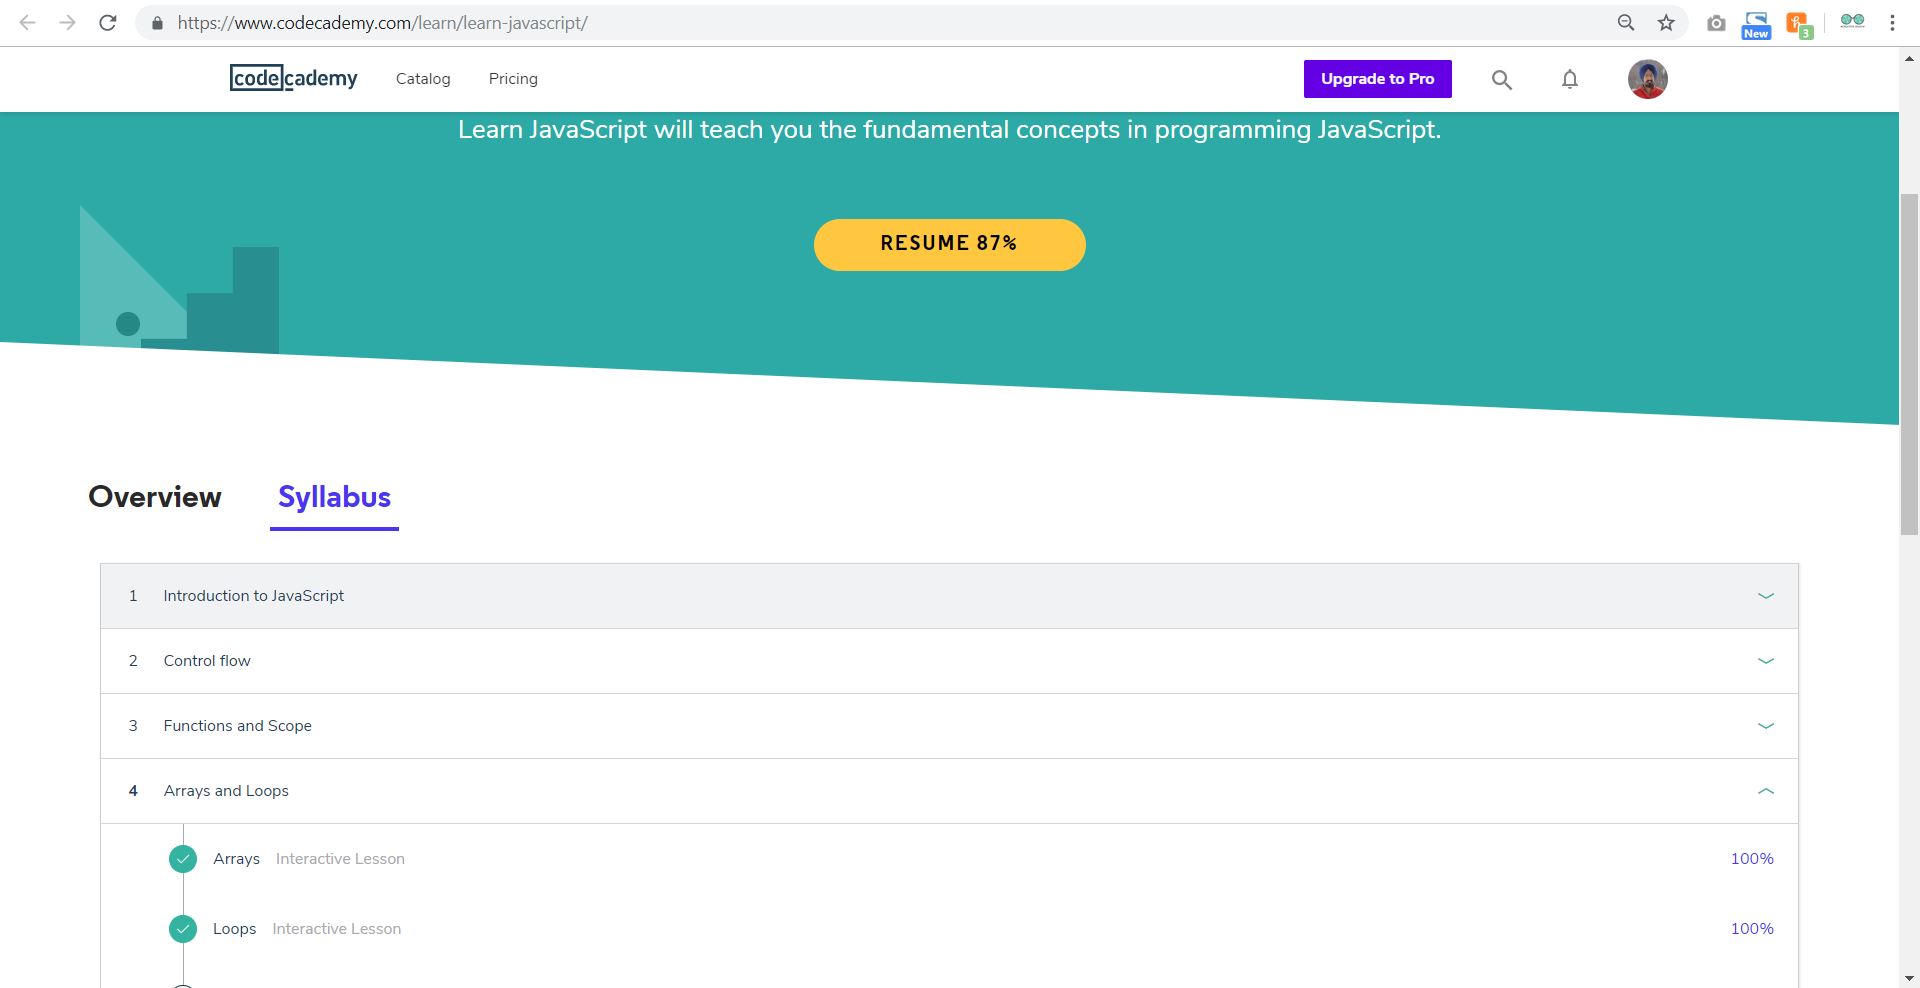 https://www.codecademy.com/learn/learn-javascript/
New
3
codecademy Catalog Pricing Upgrade to Pro
Learn JavaScript will teach you the fundamental concepts in programming JavaScript.
RESUME 87%
Overview Syllabus
1 Introduction to JavaScript
2 Control flow
3 Functions and Scope
4 Arrays and Loops
Arrays Interactive Lesson 100%
Loops Interactive Lesson 100%